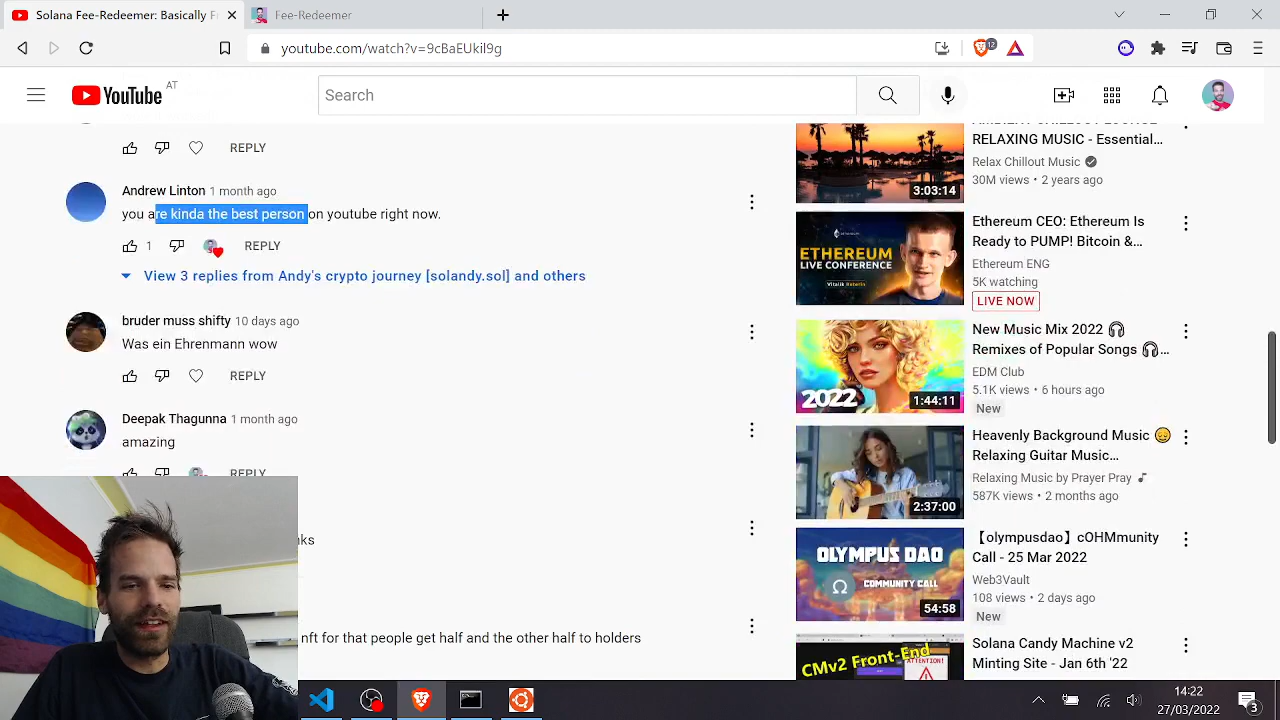 Solana Fee-Redeemer: Basically F
Fee-Redeemer
youtube.com/watch?v=9cBaEUkiI9g
12
YouTube
AT
Search
REPLY
Andrew Linton 1 month ago
you are kinda the best person on youtube right now.
1
REPLY
View 3 replies from Andy's crypto journey [solandy.sol] and others
bruder muss shifty 10 days ago
Was ein Ehrenmann wow
REPLY
Deepak Thagunna 1 month ago
amazing
REPLY
nks
nft for that people get half and the other half to holders
RELAXING MUSIC - Essential...
Relax Chillout Music
30M views • 2 years ago
3:03:14
ETHEREUM
LIVE CONFERENCE
Vitalik Buterin
Ethereum CEO: Ethereum Is
Ready to PUMP! Bitcoin &...
Ethereum ENG
5K watching
LIVE NOW
2022
1:44:11
New Music Mix 2022 🎧
Remixes of Popular Songs 🎧...
EDM Club
5.1K views • 6 hours ago
New
2:37:00
Heavenly Background Music 😌
Relaxing Guitar Music...
Relaxing Music by Prayer Pray
587K views • 2 months ago
OLYMPUS DAO
COMMUNITY CALL
54:58
【olympusdao】cOHMmunity
Call - 25 Mar 2022
Web3Vault
108 views • 2 days ago
New
CMv2 Front-End
ATTENTION!
Solana Candy Machine v2
Minting Site - Jan 6th '22
14:22
27/03/2022
3